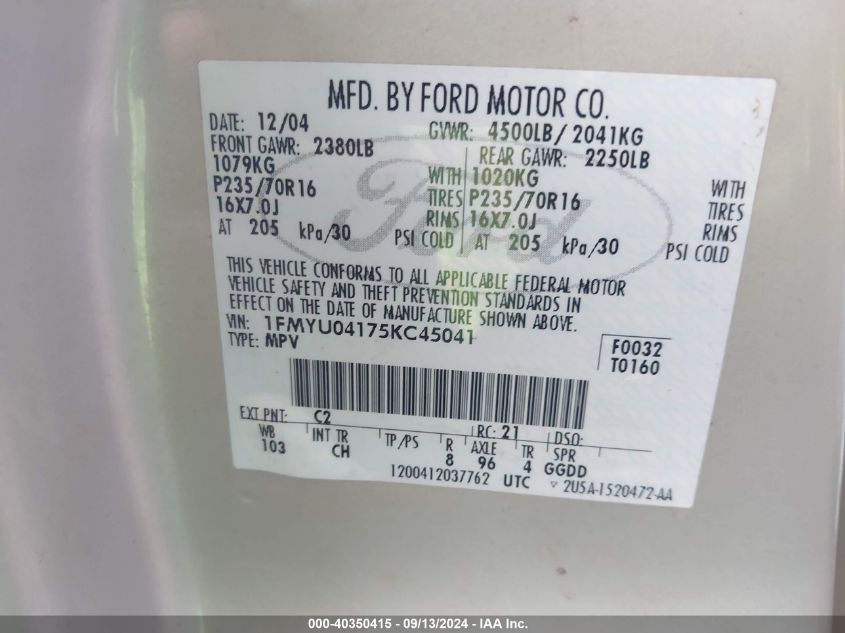 MFD. BY FORD MOTOR CO.
DATE: 12/04 GVWR: 4500LB/ 2041KG
FRONT GAWR: 2380LB REAR GAWR: 2250LB
1079KG WITH 1020KG WITH
P235/70R16 TIRES P235/70R16 TIRES
16X7.0J RIMS 16X7.0J RIMS
AT 205 kPa/30 PSI COLD AT 205 kPa/30 PSI COLD
Ford
THIS VEHICLE CONFORMS TO ALL APPLICABLE FEDERAL MOTOR
VEHICLE SAFETY AND THEFT PREVENTION STANDARDS IN
EFFECT ON THE DATE OF MANUFACTURE SHOWN ABOVE.
VIN: 1FMYU04175KC45041
TYPE: MPV
F0032
T0160
EXT PNT: C2 RC: 21 DSO:
WB INT TR TP/PS R AXLE TR SPR
103 CH 8 96 4 GGDD
1200412037762 UTC ▽ 2U5A-1520472-AA
000-40350415 - 09/13/2024 - IAA Inc.